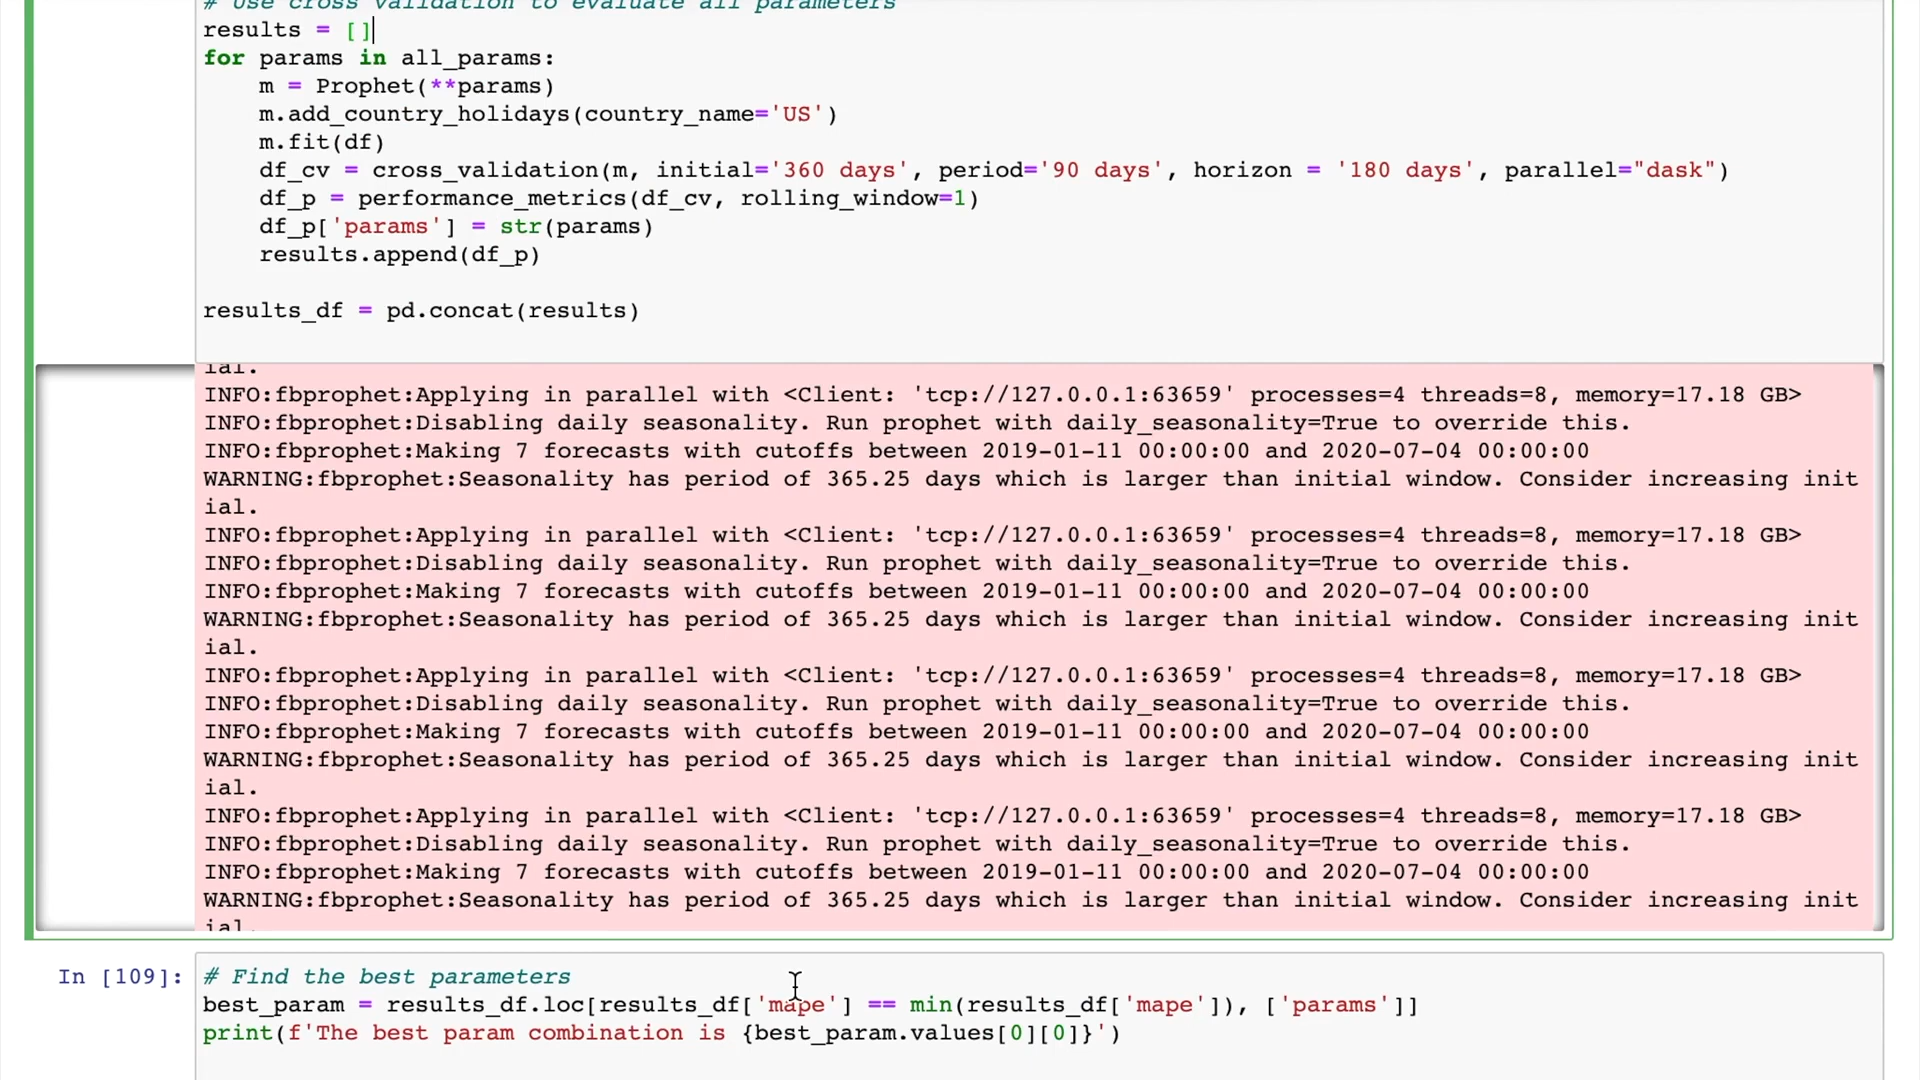 # Use cross validation to evaluate all parameters
results = []
for params in all_params:
    m = Prophet(**params)
    m.add_country_holidays(country_name='US')
    m.fit(df)
    df_cv = cross_validation(m, initial='360 days', period='90 days', horizon = '180 days', parallel="dask")
    df_p = performance_metrics(df_cv, rolling_window=1)
    df_p['params'] = str(params)
    results.append(df_p)
results_df = pd.concat(results)
ial.
INFO:fbprophet:Applying in parallel with <Client: 'tcp://127.0.0.1:63659' processes=4 threads=8, memory=17.18 GB>
INFO:fbprophet:Disabling daily seasonality. Run prophet with daily_seasonality=True to override this.
INFO:fbprophet:Making 7 forecasts with cutoffs between 2019-01-11 00:00:00 and 2020-07-04 00:00:00
WARNING:fbprophet:Seasonality has period of 365.25 days which is larger than initial window. Consider increasing init
ial.
INFO:fbprophet:Applying in parallel with <Client: 'tcp://127.0.0.1:63659' processes=4 threads=8, memory=17.18 GB>
INFO:fbprophet:Disabling daily seasonality. Run prophet with daily_seasonality=True to override this.
INFO:fbprophet:Making 7 forecasts with cutoffs between 2019-01-11 00:00:00 and 2020-07-04 00:00:00
WARNING:fbprophet:Seasonality has period of 365.25 days which is larger than initial window. Consider increasing init
ial.
INFO:fbprophet:Applying in parallel with <Client: 'tcp://127.0.0.1:63659' processes=4 threads=8, memory=17.18 GB>
INFO:fbprophet:Disabling daily seasonality. Run prophet with daily_seasonality=True to override this.
INFO:fbprophet:Making 7 forecasts with cutoffs between 2019-01-11 00:00:00 and 2020-07-04 00:00:00
WARNING:fbprophet:Seasonality has period of 365.25 days which is larger than initial window. Consider increasing init
ial.
INFO:fbprophet:Applying in parallel with <Client: 'tcp://127.0.0.1:63659' processes=4 threads=8, memory=17.18 GB>
INFO:fbprophet:Disabling daily seasonality. Run prophet with daily_seasonality=True to override this.
INFO:fbprophet:Making 7 forecasts with cutoffs between 2019-01-11 00:00:00 and 2020-07-04 00:00:00
WARNING:fbprophet:Seasonality has period of 365.25 days which is larger than initial window. Consider increasing init
ial.
In [109]: # Find the best parameters
best_param = results_df.loc[results_df['mape'] == min(results_df['mape']), ['params']]
print(f'The best param combination is {best_param.values[0][0]}')